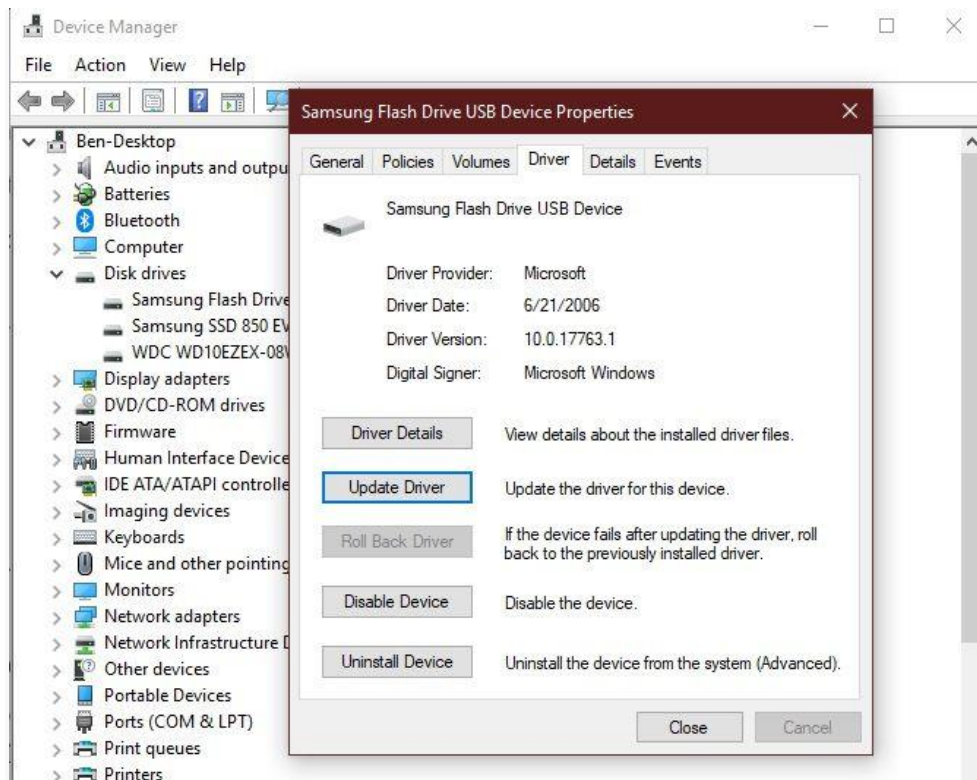 Device Manager
File Action View Help
Samsung Flash Drive USB Device Properties
General Policies Volumes Driver Details Events
Samsung Flash Drive USB Device
Driver Provider: Microsoft
Driver Date: 6/21/2006
Driver Version: 10.0.17763.1
Digital Signer: Microsoft Windows
Driver Details View details about the installed driver files.
Update Driver Update the driver for this device.
Roll Back Driver If the device fails after updating the driver, roll
back to the previously installed driver.
Disable Device Disable the device.
Uninstall Device Uninstall the device from the system (Advanced).
Close Cancel
Ben-Desktop
Audio inputs and outpu
Batteries
Bluetooth
Computer
Disk drives
Samsung Flash Drive
Samsung SSD 850 EV
WDC WD10EZEX-08
Display adapters
DVD/CD-ROM drives
Firmware
Human Interface Device
IDE ATA/ATAPI controlle
Imaging devices
Keyboards
Mice and other pointing
Monitors
Network adapters
Network Infrastructure
Other devices
Portable Devices
Ports (COM & LPT)
Print queues
Printers